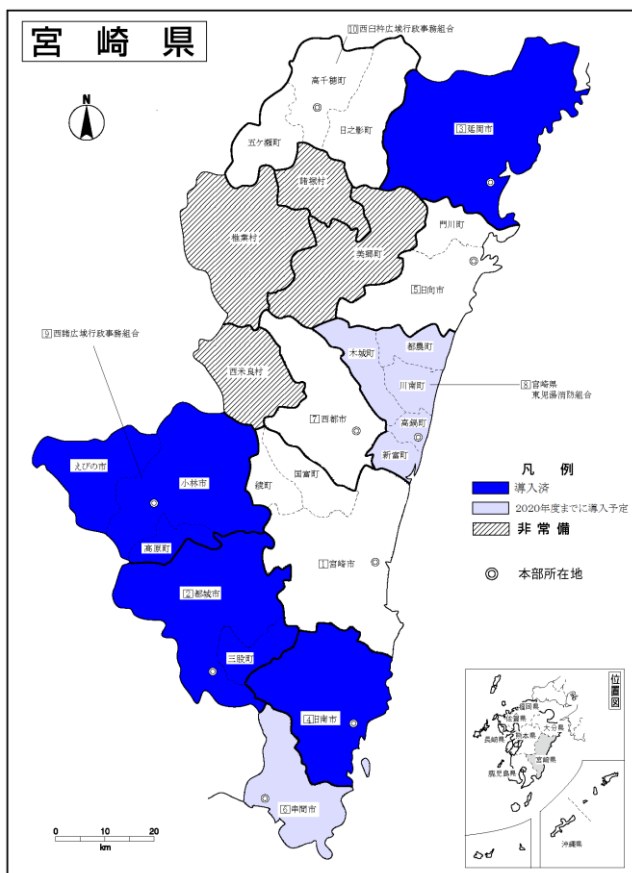 宮崎県
10西臼杵広域行政事務組合
高千穂町
N
3延岡市
日之影町
五ケ瀬町
諸塚村
門川町
椎葉村
美郷町
5日向市
9西諸広域行政事務組合
木城町
都農町
西米良村
川南町
8宮崎県
東児湯消防組合
7西都市
高鍋町
新富町
えびの市
国富町
小林市
綾町
凡例
導入済
2020年度までに導入予定
非常備
高原町
1宮崎市
本部所在地
2都城市
三股町
4日南市
位置図
福岡県
佐賀県
大分県
長崎県
熊本県
宮崎県
鹿児島県
6串間市
沖縄県
0 10 20
km